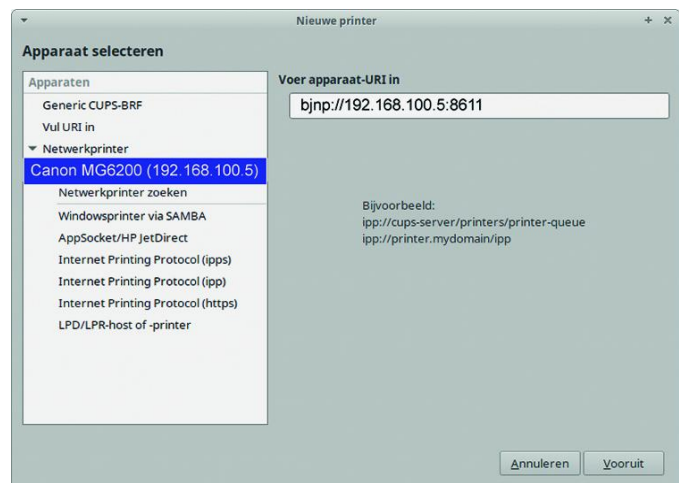 Nieuwe printer
Apparaat selecteren
Apparaten
Generic CUPS-BRF
Vul URI in
Netwerkprinter
Canon MG6200 (192.168.100.5)
Netwerkprinter zoeken
Windowsprinter via SAMBA
AppSocket/HP JetDirect
Internet Printing Protocol (ipps)
Internet Printing Protocol (ipp)
Internet Printing Protocol (https)
LPD/LPR-host of -printer
Voer apparaat-URI in
bjnp://192.168.100.5:8611
Bijvoorbeeld:
ipp://cups-server/printers/printer-queue
ipp://printer.mydomain/ipp
Annuleren
Vooruit